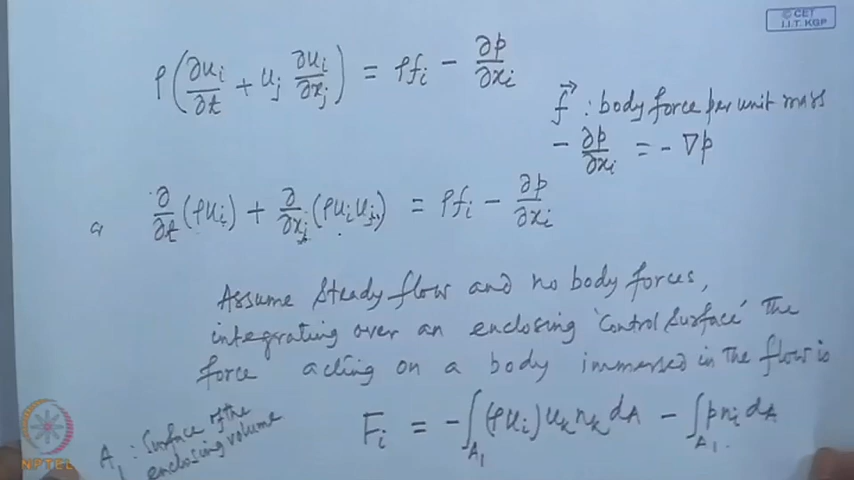 © CET
I.I.T. KGP
ρ(∂u_i/∂t + u_j ∂u_i/∂x_j) = ρf_i − ∂p/∂x_i
f⃗ : body force per unit mass
− ∂p/∂x_i = − ∇p
∂/∂t (ρu_i) + ∂/∂x_j (ρu_i u_j) = ρf_i − ∂p/∂x_i
Assume steady flow and no body forces,
integrating over an enclosing 'Control Surface' The
force acting on a body immersed in The flow is
F_i = − ∫_{A_1} (ρu_i) u_k n_k dA − ∫_{A_1} p n_i dA
A_1 : Surface of the
enclosing volume
NPTEL